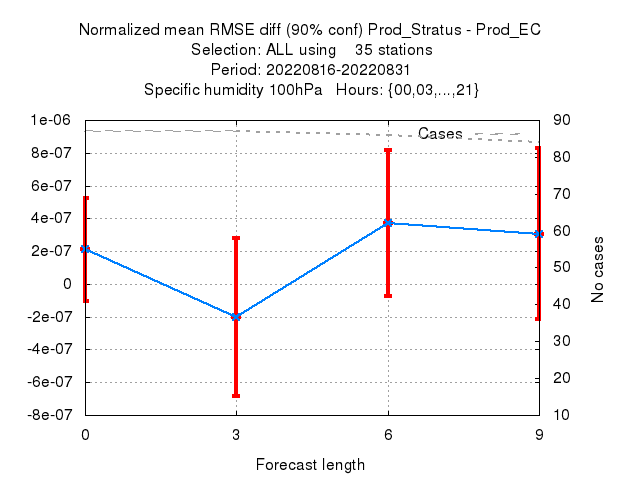 Normalized mean RMSE diff (90% conf) Prod_Stratus - Prod_EC
Selection: ALL using    35 stations
Period: 20220816-20220831
Specific humidity 100hPa   Hours: {00,03,...,21}
1e-06
8e-07
6e-07
4e-07
2e-07
0
-2e-07
-4e-07
-6e-07
-8e-07
Cases
90
80
70
60
50
40
30
20
10
No cases
0 3 6 9
Forecast length